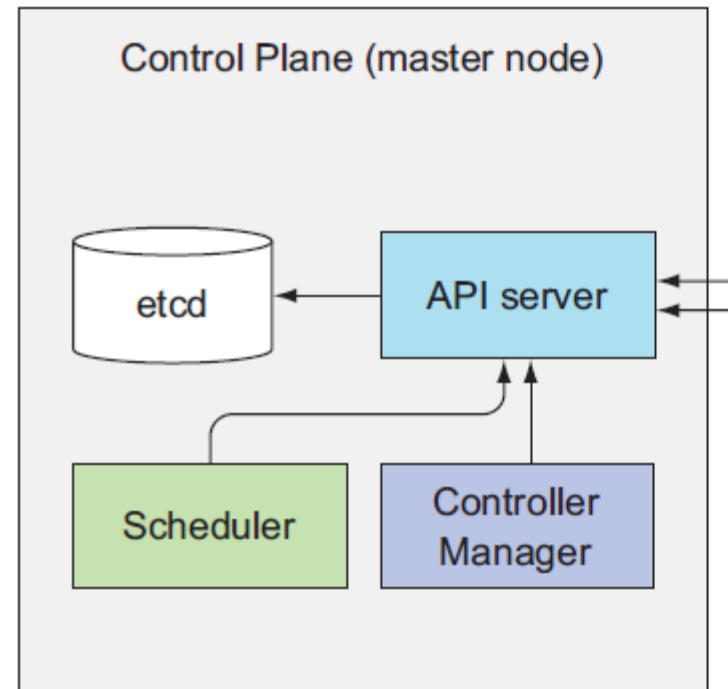 Control Plane (master node)
etcd
API server
Scheduler
Controller
Manager